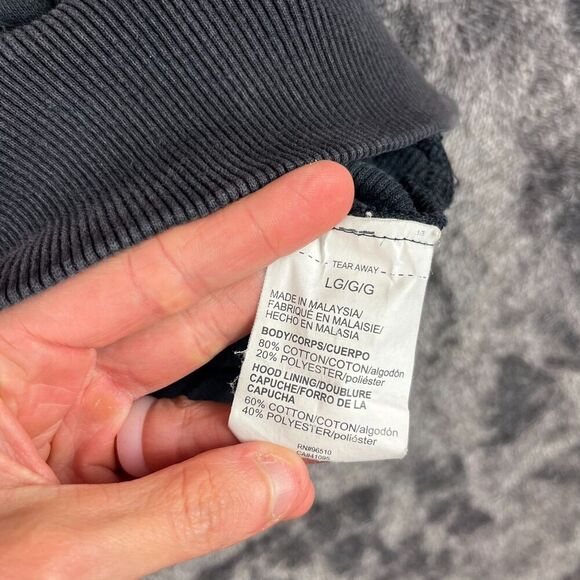 TEAR AWAY
LG/G/G
MADE IN MALAYSIA/
FABRIQUÉ EN MALAISIE/
HECHO EN MALASIA
BODY/CORPS/CUERPO
80% COTTON/COTON/algodón
20% POLYESTER/poliéster
HOOD LINING/DOUBLURE
CAPUCHE/FORRO DE LA
CAPUCHA
60% COTTON/COTON/algodón
40% POLYESTER/poliéster
RN#96510
CA#41095